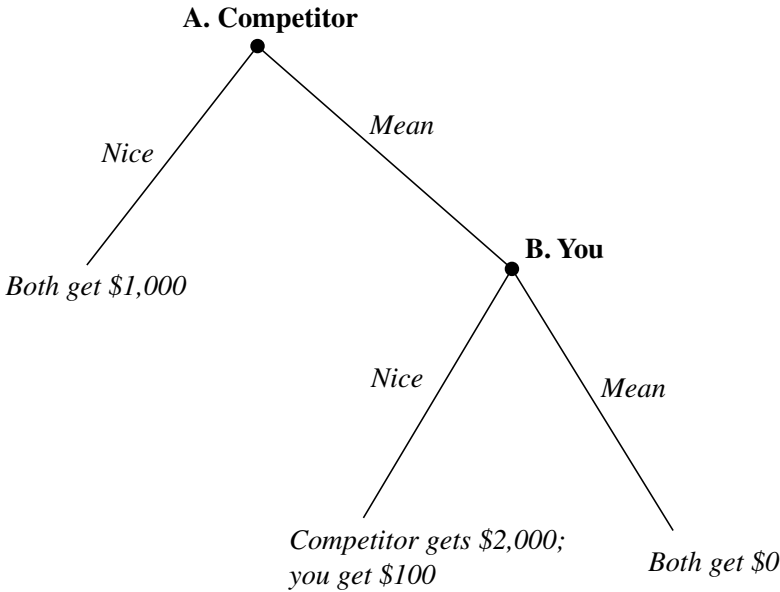 A. Competitor
Mean
Nice
B. You
Both get $1,000
Nice
Mean
Competitor gets $2,000;
you get $100
Both get $0